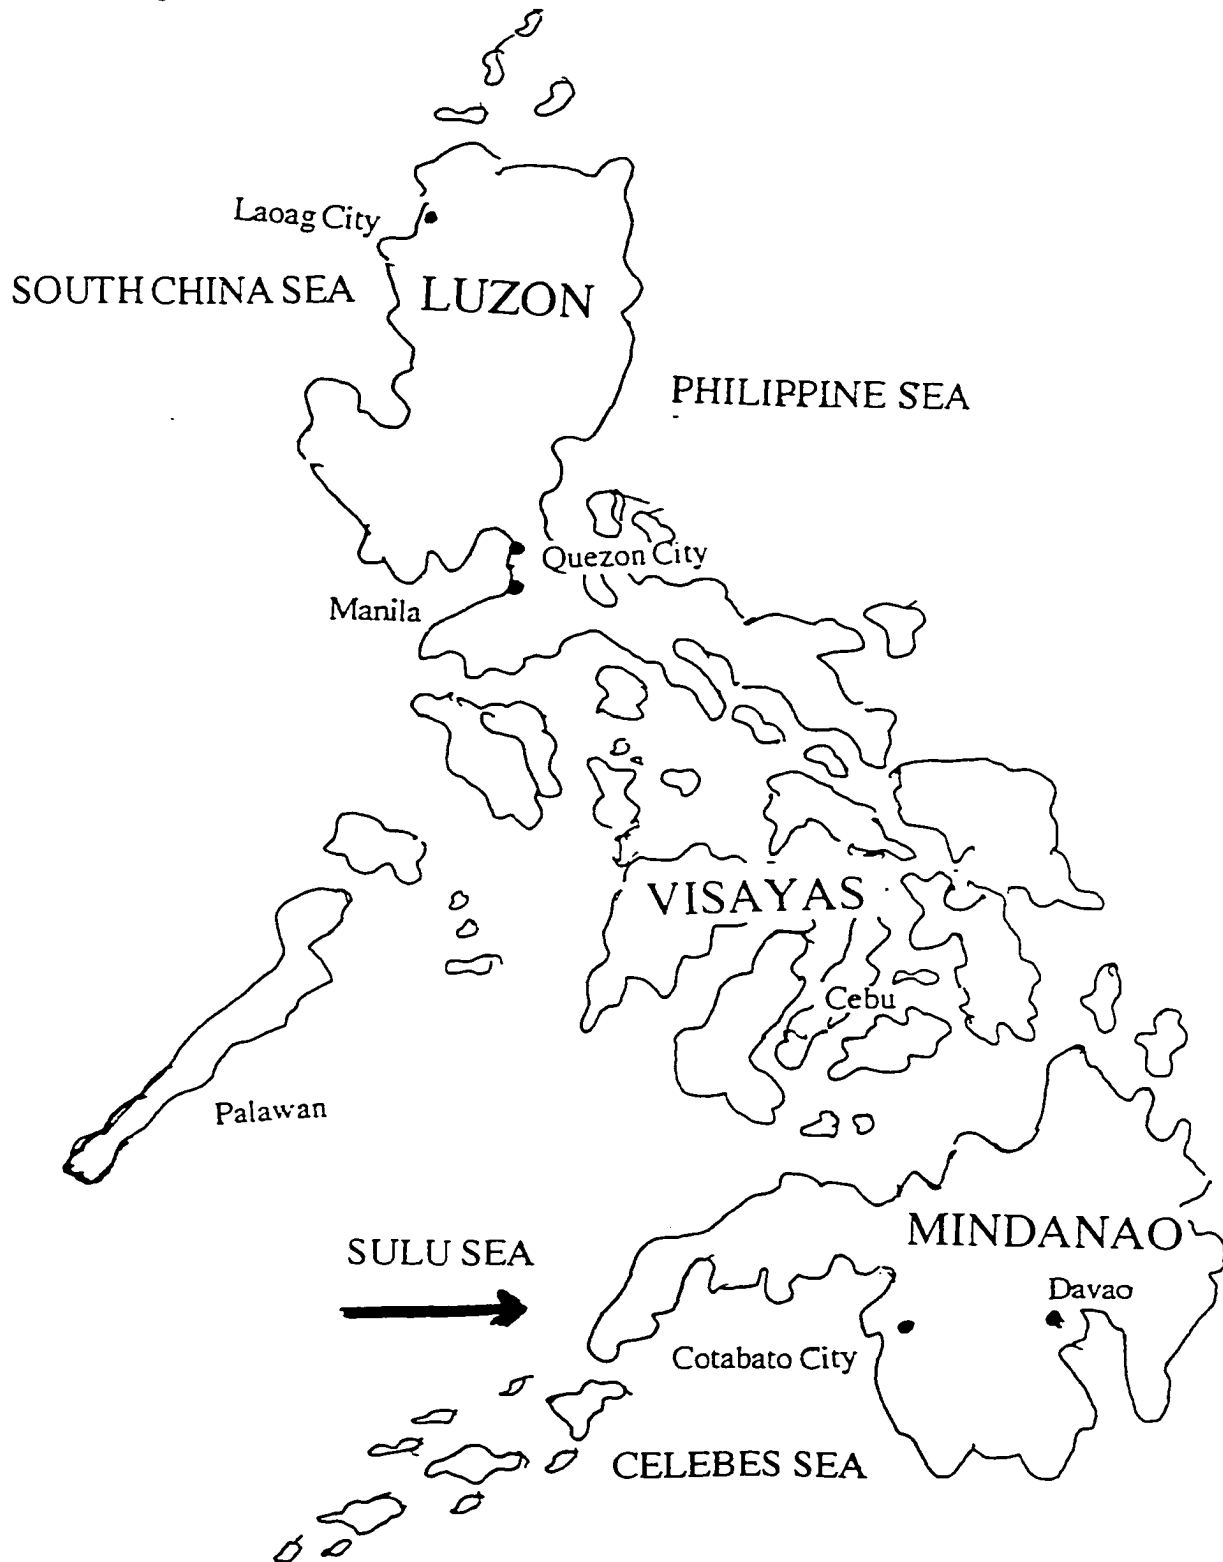 Laoag City
SOUTH CHINA SEA
LUZON
PHILIPPINE SEA
Quezon City
Manila
VISAYAS
Cebu
Palawan
MINDANAO
SULU SEA
Davao
Cotabato City
CELEBES SEA